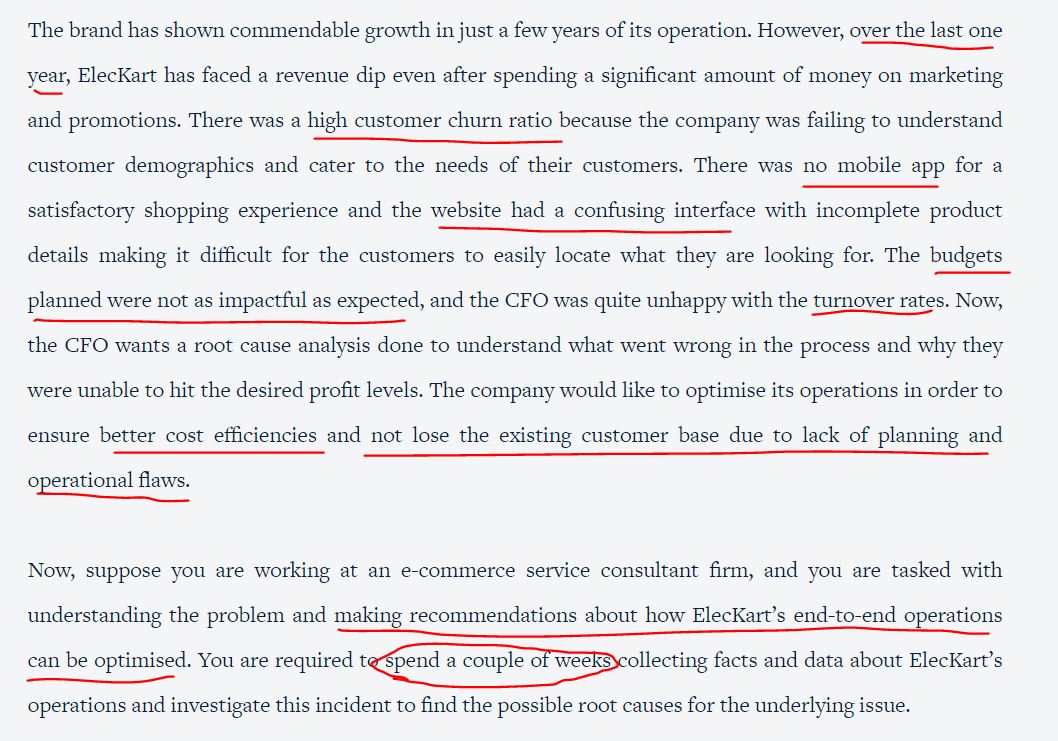 The brand has shown commendable growth in just a few years of its operation. However, over the last one
year, ElecKart has faced a revenue dip even after spending a significant amount of money on marketing
and promotions. There was a high customer churn ratio because the company was failing to understand
customer demographics and cater to the needs of their customers. There was no mobile app for a
satisfactory shopping experience and the website had a confusing interface with incomplete product
details making it difficult for the customers to easily locate what they are looking for. The budgets
planned were not as impactful as expected, and the CFO was quite unhappy with the turnover rates. Now,
the CFO wants a root cause analysis done to understand what went wrong in the process and why they
were unable to hit the desired profit levels. The company would like to optimise its operations in order to
ensure better cost efficiencies and not lose the existing customer base due to lack of planning and
operational flaws.
Now, suppose you are working at an e-commerce service consultant firm, and you are tasked with
understanding the problem and making recommendations about how ElecKart’s end-to-end operations
can be optimised. You are required to spend a couple of weeks collecting facts and data about ElecKart’s
operations and investigate this incident to find the possible root causes for the underlying issue.